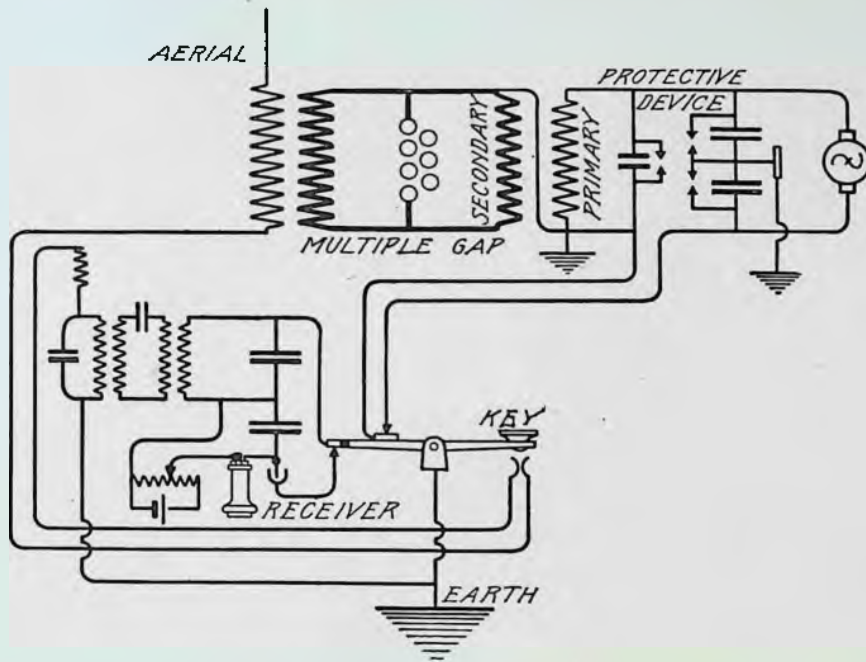 AERIAL
PROTECTIVE
DEVICE
SECONDARY
PRIMARY
MULTIPLE GAP
KEY
RECEIVER
EARTH